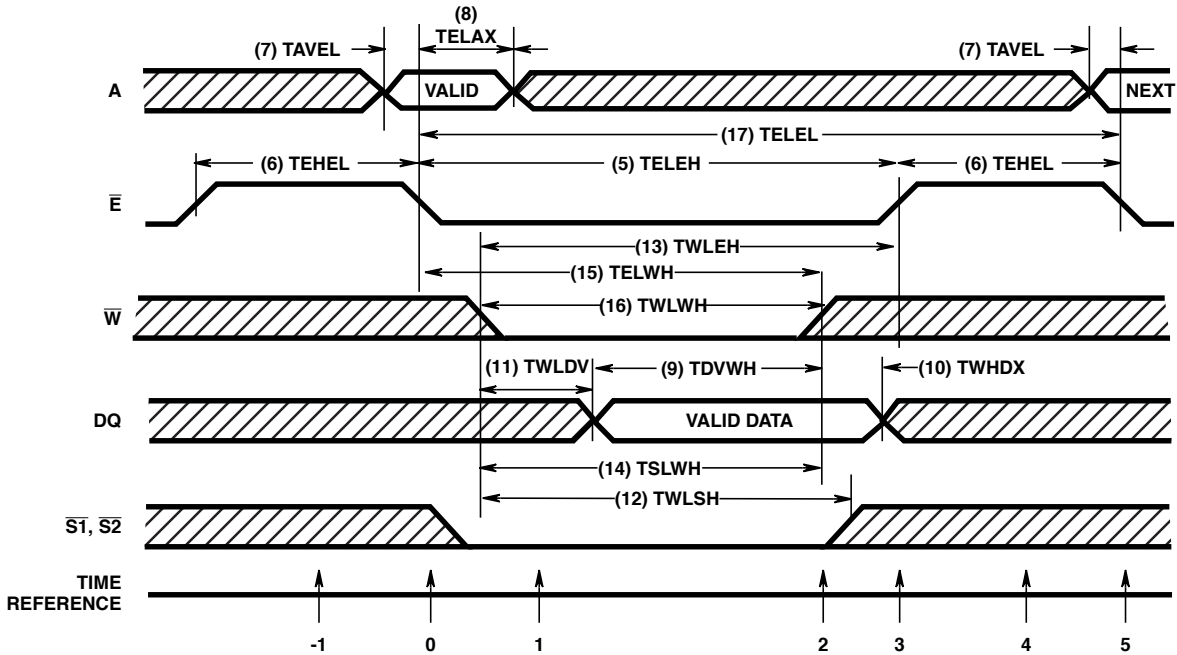 (8)
TELAX
(7) TAVEL
(7) TAVEL
A
VALID
NEXT
(17) TELEL
(6) TEHEL
(5) TELEH
(6) TEHEL
E̅
(13) TWLEH
(15) TELWH
W̅
(16) TWLWH
(11) TWLDV
(9) TDVWH
(10) TWHDX
DQ
VALID DATA
(14) TSLWH
(12) TWLSH
S̅1̅, S̅2̅
TIME
REFERENCE
-1
0
1
2
3
4
5